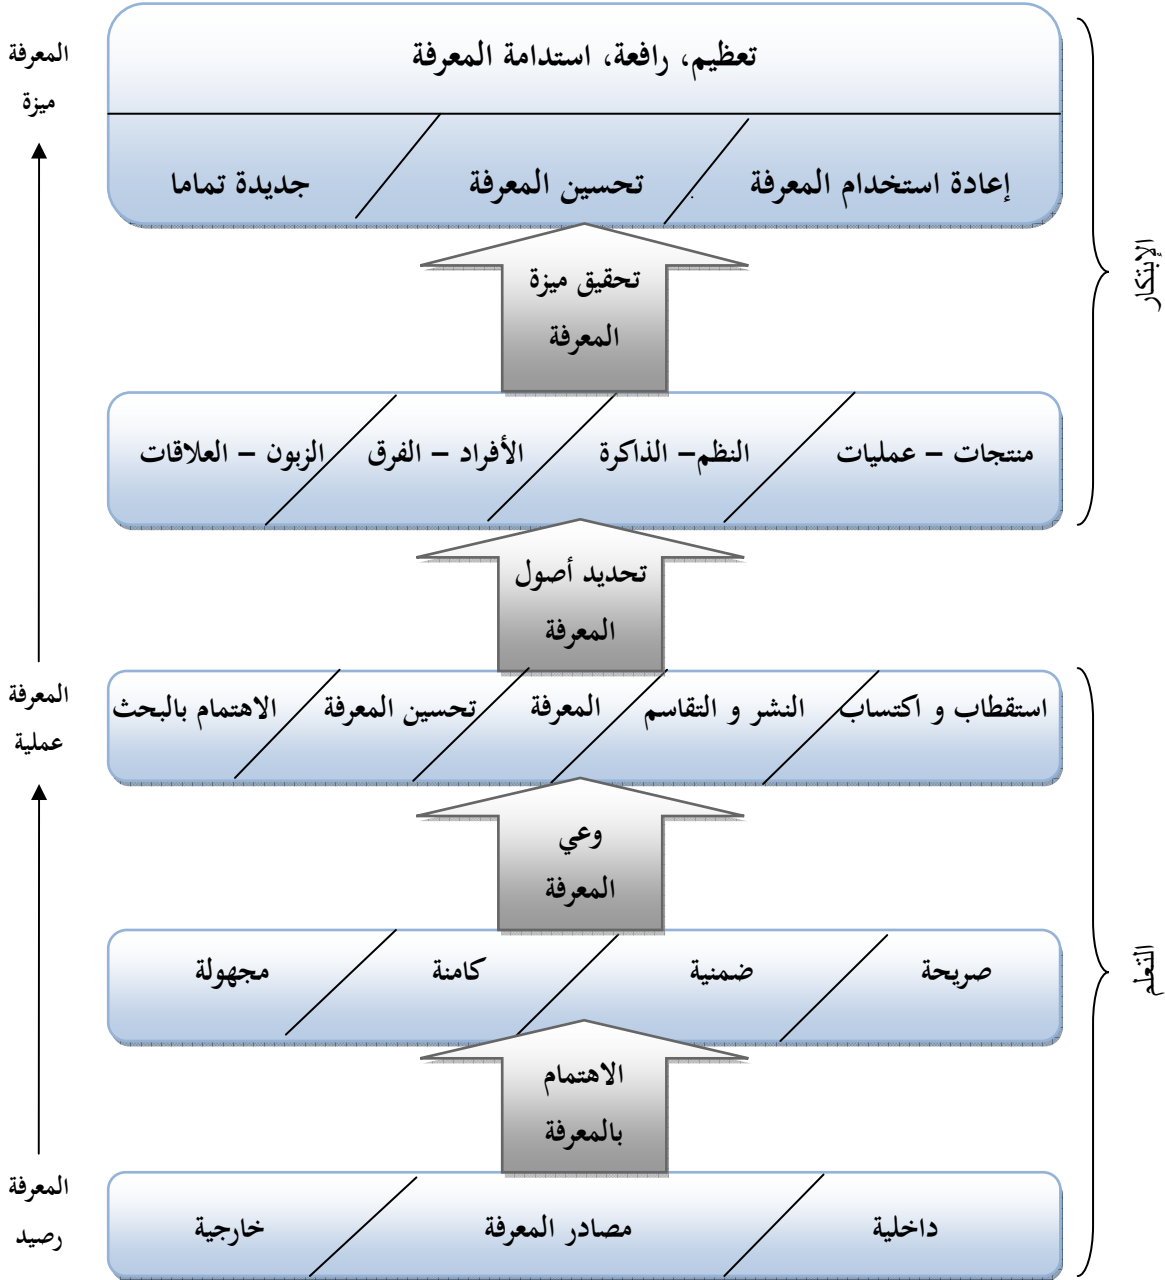 المعرفة
ميزة
تعظيم، رافعة، استدامة المعرفة
إعادة استخدام المعرفة
تحسين المعرفة
جديدة تماما
الإبتكار
تحقيق ميزة
المعرفة
منتجات – عمليات
النظم– الذاكرة
الأفراد – الفرق
الزبون – العلاقات
تحديد أصول
المعرفة
المعرفة
عملية
استقطاب و اكتساب
النشر و التقاسم
المعرفة
تحسين المعرفة
الاهتمام بالبحث
وعي
المعرفة
التعلم
صريحة
ضمنية
كامنة
مجهولة
الاهتمام
بالمعرفة
المعرفة
رصيد
داخلية
مصادر المعرفة
خارجية